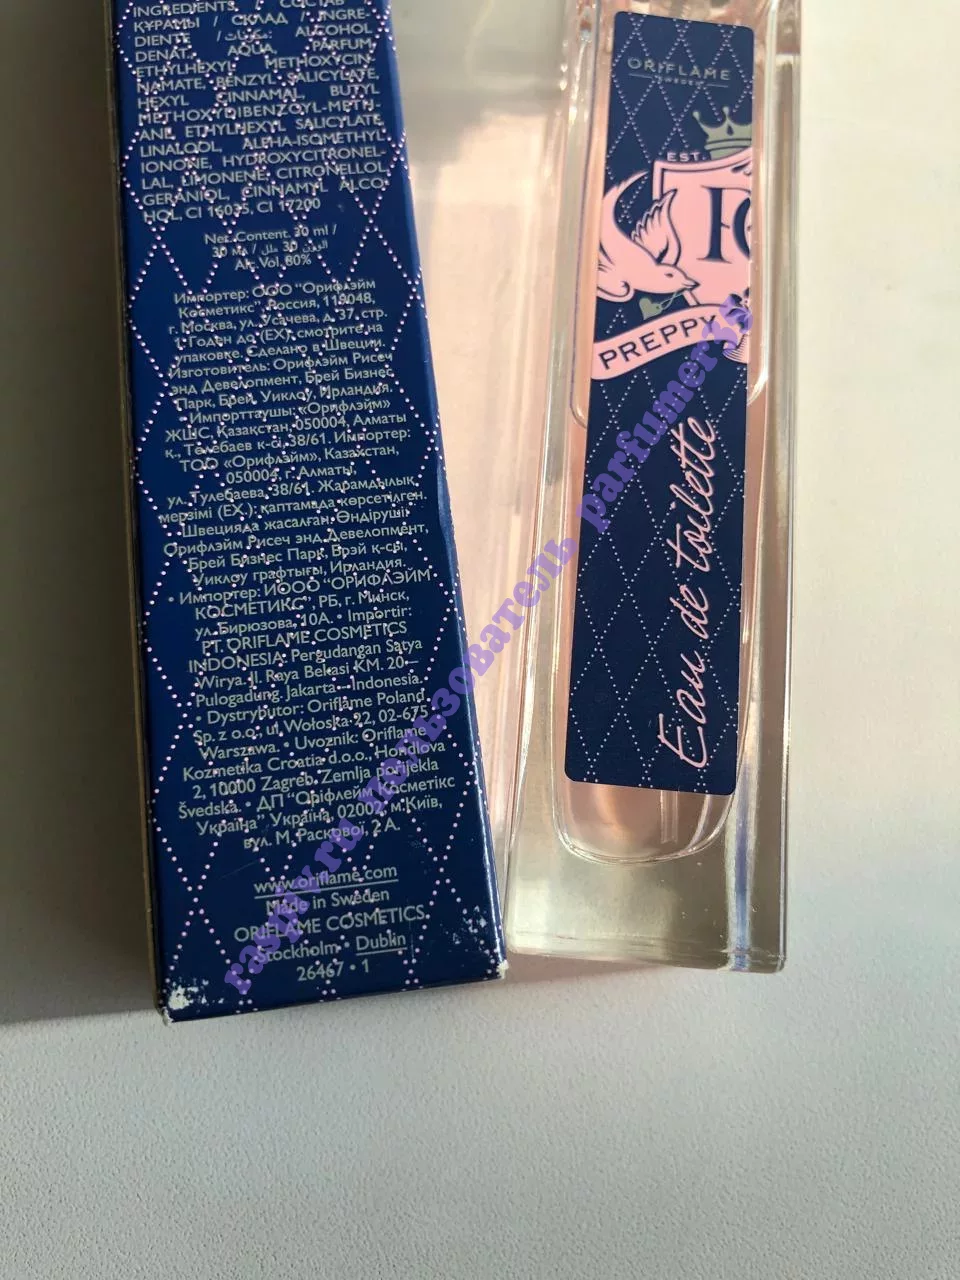 INGREDIENTS / СОСТАВ /
ҚҰРАМЫ / СКЛАД / INGRE-
DIENTE / مكونات: ALCOHOL
DENAT., AQUA, PARFUM,
ETHYLHEXYL METHOXYCIN-
NAMATE, BENZYL SALICYLATE,
HEXYL CINNAMAL, BUTYL
METHOXYDIBENZOYL-METH-
ANE, ETHYLHEXYL SALICYLATE,
LINALOOL, ALPHA-ISOMETHYL
IONONE, HYDROXYCITRONEL-
LAL, LIMONENE, CITRONELLOL,
GERANIOL, CINNAMYL ALCO-
HOL, CI 16035, CI 17200
Net. Content. 30 ml /
30 мл / الوزن 30 ملل /
Alc. Vol. 80%
Импортер: ООО "Орифлэйм
Косметикс", Россия, 119048,
г. Москва, ул. Усачева, д. 37, стр.
1. Годен до (EX): смотрите на
упаковке. Сделано в Швеции.
Изготовитель: Орифлэйм Рисеч
энд Девелопмент, Брей Бизнес
Парк, Брей, Уиклоу, Ирландия.
• Импорттаушы: «Орифлэйм»
ЖШС, Қазақстан, 050004, Алматы
қ., Төлебаев к-сі, 38/61. Импортер:
ТОО «Орифлэйм», Казахстан,
050004, г. Алматы,
ул. Тулебаева, 38/61. Жарамдылық
мерзімі (EX.): қаптамада көрсетілген.
Швецияда жасалған. Өндіруші:
Орифлэйм Рисеч энд Девелопмент,
Брей Бизнес Парк, Брэй қ-сы,
Уиклоу графтығы, Ирландия.
• Импортер: ИООО "ОРИФЛЭЙМ
КОСМЕТИКС", РБ, г. Минск,
ул. Бирюзова, 10А. • Importir:
PT. ORIFLAME COSMETICS
INDONESIA. Pergudangan Satya
Wirya. Jl. Raya Bekasi KM. 20—
Pulogadung Jakarta—Indonesia.
• Dystrybutor: Oriflame Poland
Sp. z o.o., ul. Wołoska 22, 02-675
Warszawa. • Uvoznik: Oriflame
Kozmetika Croatia d.o.o., Hondlova
2, 10000 Zagreb. Zemlja porijekla
Švedska. • ДП "Оріфлейм Косметікс
Україна" Україна, 02002, м. Київ,
вул. М. Раскової, 2 А.
www.oriflame.com
Made in Sweden
ORIFLAME COSMETICS
Stockholm • Dublin
26467 • 1
ORIFLAME
SWEDEN
EST.
PREPPY
Eau de toilette
raspiv.ru пользователь parfumer35